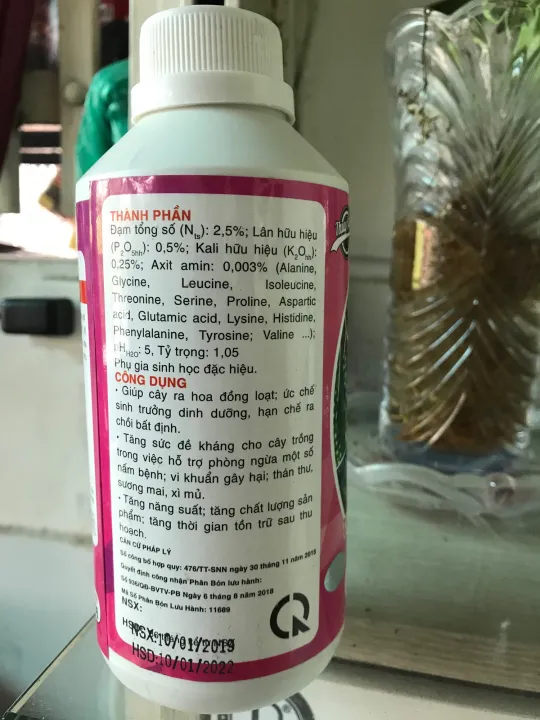 THÀNH PHẦN
Đạm tổng số (Nts): 2,5%; Lân hữu hiệu
(P2O5hh): 0,5%; Kali hữu hiệu (K2Ohh):
0,25%; Axit amin: 0,003% (Alanine,
Glycine, Leucine, Isoleucine,
Threonine, Serine, Proline, Aspartic
acid, Glutamic acid, Lysine, Histidine,
Phenylalanine, Tyrosine; Valine ...);
pHH2O: 5, Tỷ trọng: 1,05
Phụ gia sinh học đặc hiệu.
CÔNG DỤNG
· Giúp cây ra hoa đồng loạt; ức chế
sinh trưởng dinh dưỡng, hạn chế ra
chồi bất định.
· Tăng sức đề kháng cho cây trồng
trong việc hỗ trợ phòng ngừa một số
nấm bệnh; vi khuẩn gây hại; thán thư,
sương mai, xì mủ.
· Tăng năng suất; tăng chất lượng sản
phẩm; tăng thời gian tồn trữ sau thu
hoạch.
CĂN CỨ PHÁP LÝ
Số công bố hợp quy: 476/TT-SNN ngày 30 tháng 11 năm 2018
Quyết định công nhận Phân Bón lưu hành:
Số 936/QĐ-BVTV-PB Ngày 6 tháng 8 năm 2018
Mã Số Phân Bón Lưu Hành: 11689
NSX:
NSX:10/01/2019
HSD:10/01/2022